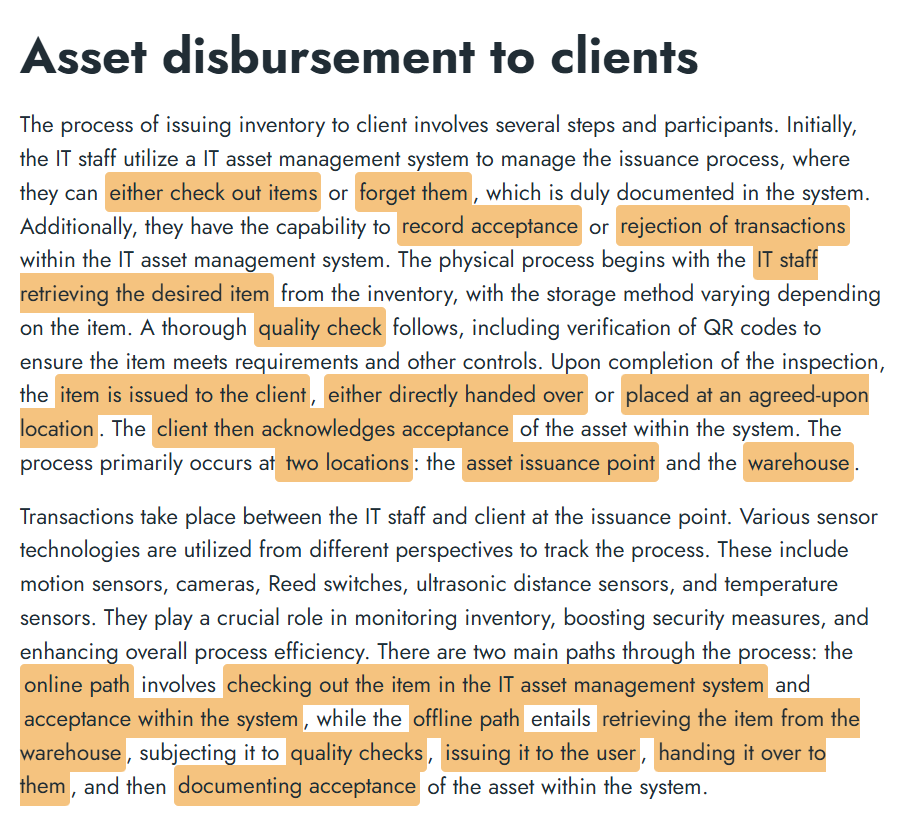 Asset disbursement to clients
The process of issuing inventory to client involves several steps and participants. Initially,
the IT staff utilize a IT asset management system to manage the issuance process, where
they can either check out items or forget them, which is duly documented in the system.
Additionally, they have the capability to record acceptance or rejection of transactions
within the IT asset management system. The physical process begins with the IT staff
retrieving the desired item from the inventory, with the storage method varying depending
on the item. A thorough quality check follows, including verification of QR codes to
ensure the item meets requirements and other controls. Upon completion of the inspection,
the item is issued to the client, either directly handed over or placed at an agreed-upon
location. The client then acknowledges acceptance of the asset within the system. The
process primarily occurs at two locations: the asset issuance point and the warehouse.
Transactions take place between the IT staff and client at the issuance point. Various sensor
technologies are utilized from different perspectives to track the process. These include
motion sensors, cameras, Reed switches, ultrasonic distance sensors, and temperature
sensors. They play a crucial role in monitoring inventory, boosting security measures, and
enhancing overall process efficiency. There are two main paths through the process: the
online path involves checking out the item in the IT asset management system and
acceptance within the system, while the offline path entails retrieving the item from the
warehouse, subjecting it to quality checks, issuing it to the user, handing it over to
them, and then documenting acceptance of the asset within the system.